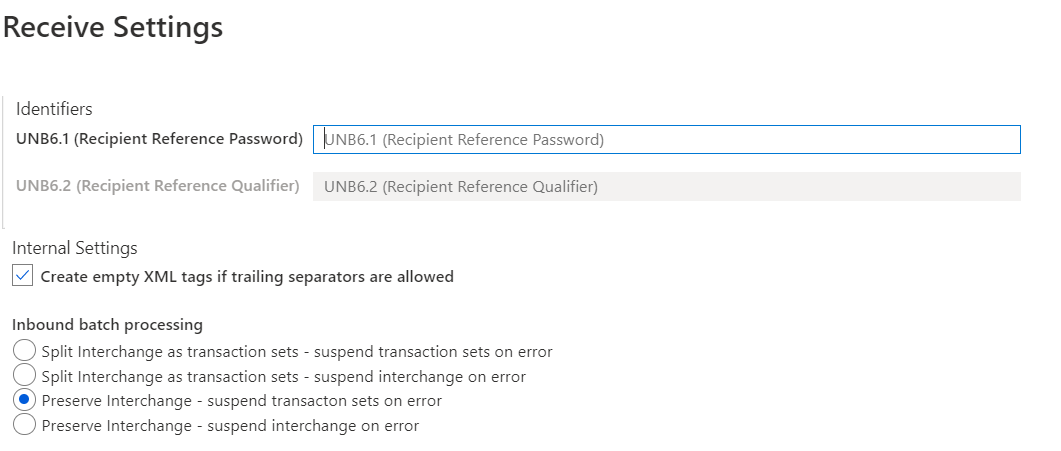 Receive Settings
Identifiers
UNB6.1 (Recipient Reference Password) UNB6.1 (Recipient Reference Password)
UNB6.2 (Recipient Reference Qualifier) UNB6.2 (Recipient Reference Qualifier)
Internal Settings
Create empty XML tags if trailing separators are allowed
Inbound batch processing
Split Interchange as transaction sets - suspend transaction sets on error
Split Interchange as transaction sets - suspend interchange on error
Preserve Interchange - suspend transacton sets on error
Preserve Interchange - suspend interchange on error